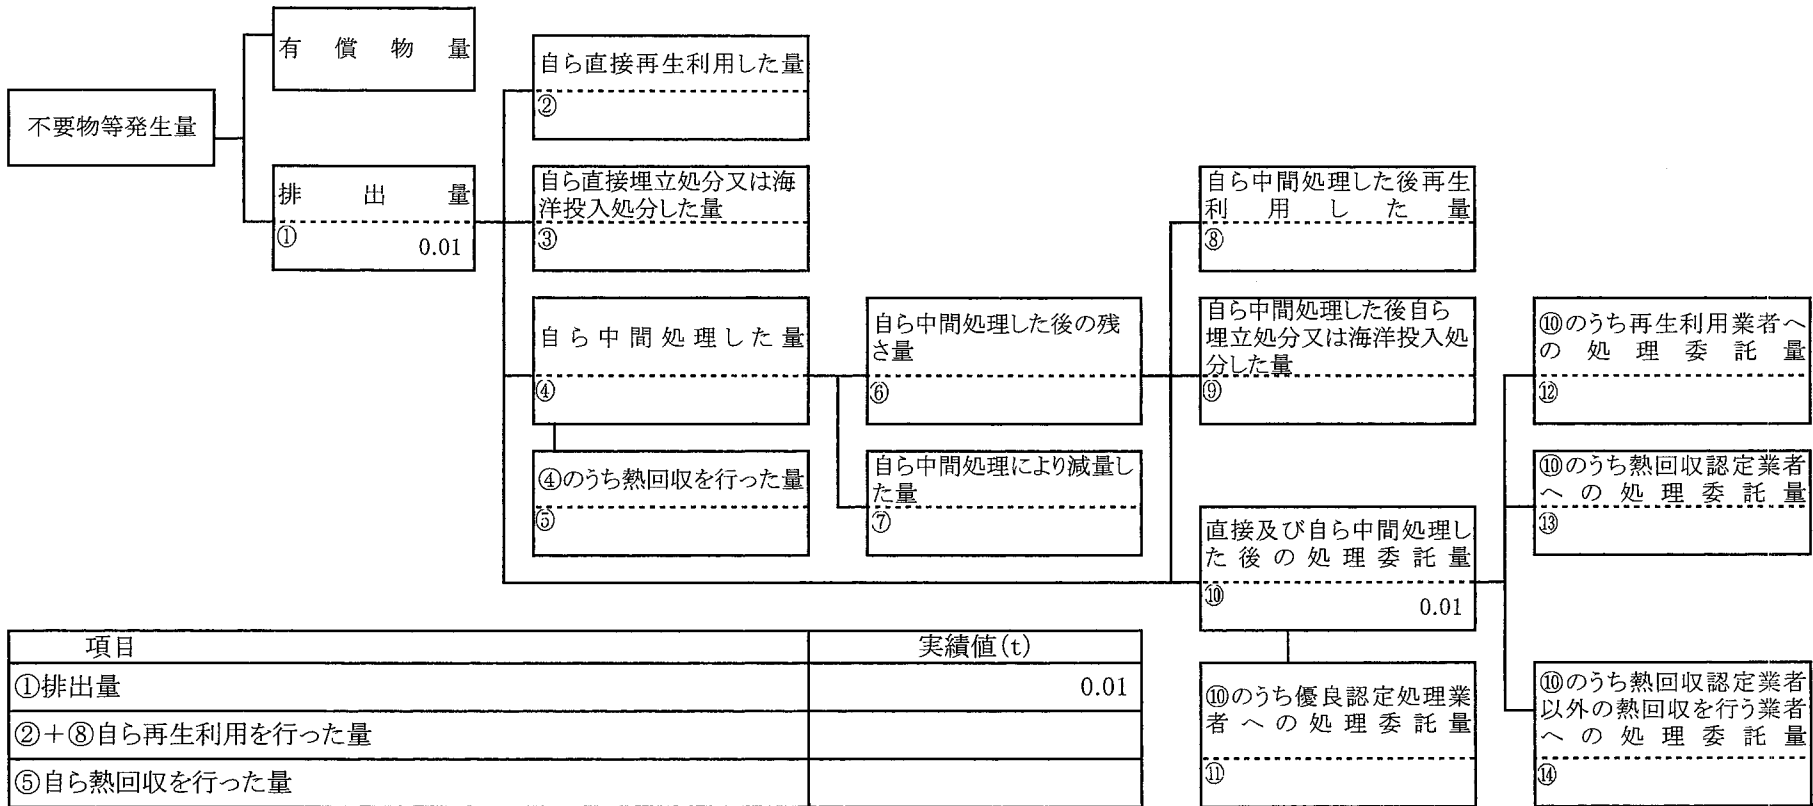 不要物等発生量
有償物量
排出量
①
0.01
自ら直接再生利用した量
②
自ら直接埋立処分又は海
洋投入処分した量
③
自ら中間処理した量
④
④のうち熱回収を行った量
⑤
自ら中間処理した後の残
さ量
⑥
自ら中間処理により減量し
た量
⑦
自ら中間処理した後再生
利用した量
⑧
自ら中間処理した後自ら
埋立処分又は海洋投入処
分した量
⑨
直接及び自ら中間処理し
た後の処理委託量
⑩
0.01
⑩のうち優良認定処理業
者への処理委託量
⑪
⑩のうち再生利用業者へ
の処理委託量
⑫
⑩のうち熱回収認定業者
への処理委託量
⑬
⑩のうち熱回収認定業者
以外の熱回収を行う業者
への処理委託量
⑭
項目 実績値(t)
①排出量 0.01
②+⑧自ら再生利用を行った量
⑤自ら熱回収を行った量